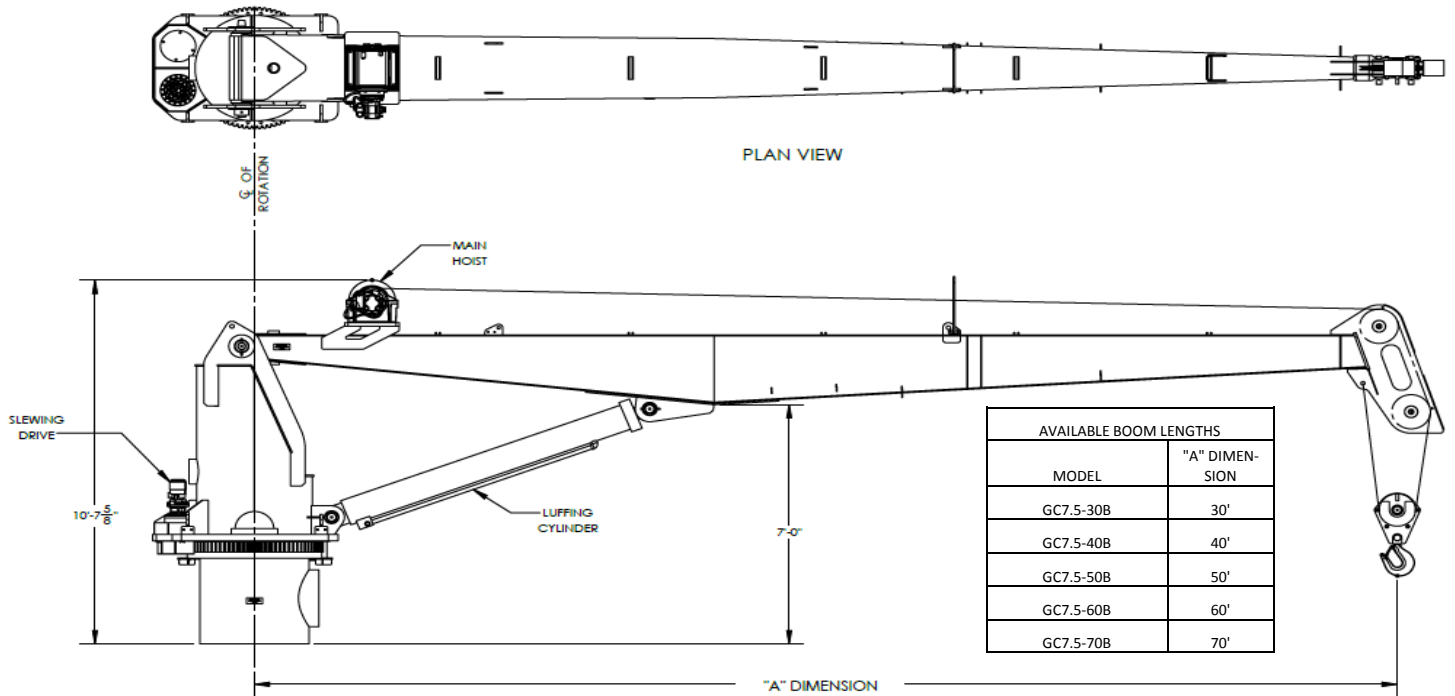 ℄ OF
ROTATION
PLAN VIEW
MAIN
HOIST
SLEWING
DRIVE
10'-7 5/8"
LUFFING
CYLINDER
7'-0"
AVAILABLE BOOM LENGTHS
MODEL
"A" DIMEN-
SION
GC7.5-30B 30'
GC7.5-40B 40'
GC7.5-50B 50'
GC7.5-60B 60'
GC7.5-70B 70'
"A" DIMENSION